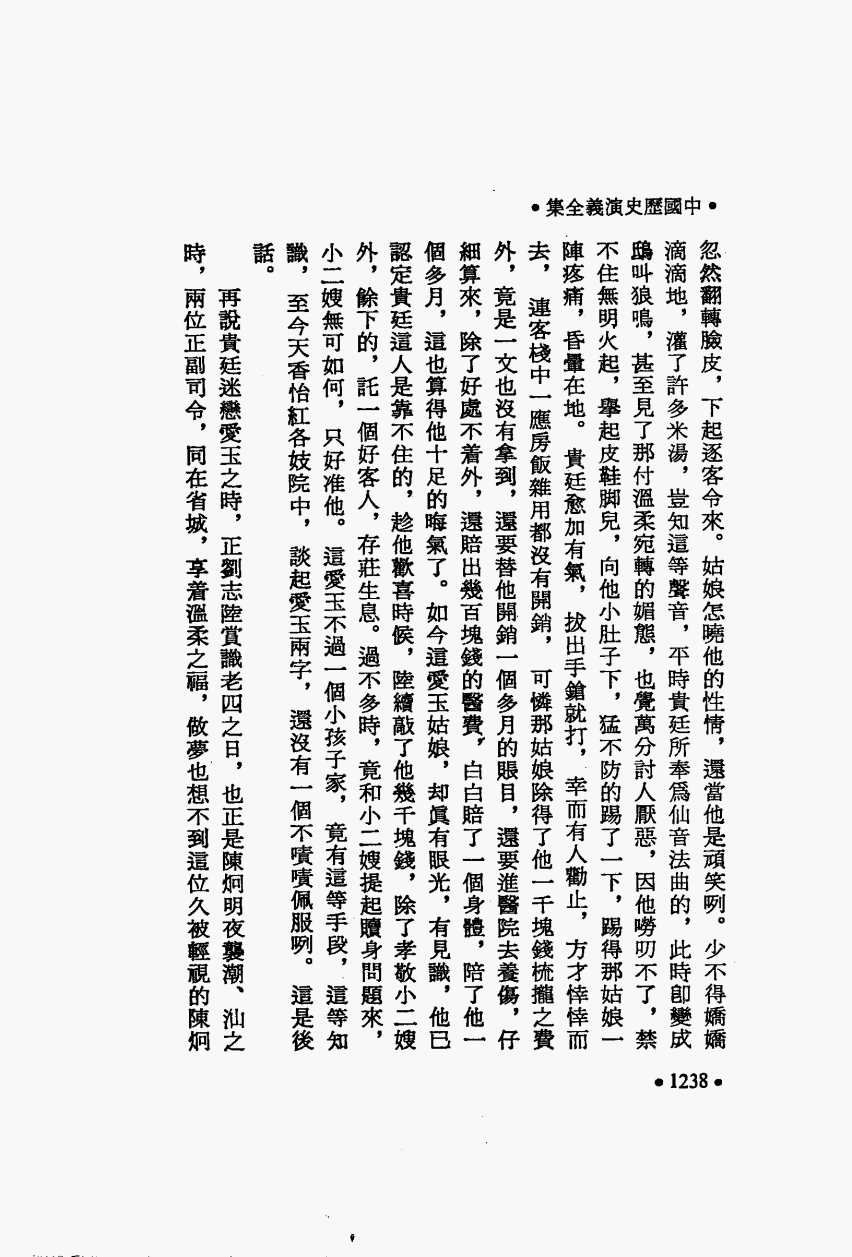 •中國歷史演義全集•
忽然翻轉臉皮，下起逐客令來。姑娘怎曉他的性情，還當他是頑笑咧。少不得嬌嬌
滴滴地，灌了許多米湯，豈知這等聲音，平時貴廷所奉爲仙音法曲的，此時卽變成
鴟叫狼鳴，甚至見了那付溫柔宛轉的媚態，也覺萬分討人厭惡，因他嘮叨不了，禁
不住無明火起，舉起皮鞋脚兒，向他小肚子下，猛不防的踢了一下，踢得那姑娘一
陣疼痛，昏暈在地。貴廷愈加有氣，拔出手鎗就打，幸而有人勸止，方才悻悻而
去，連客棧中一應房飯雜用都沒有開銷，可憐那姑娘除得了他一千塊錢梳攏之費
外，竟是一文也沒有拿到，還要替他開銷一個多月的賬目，還要進醫院去養傷，仔
細算來，除了好處不着外，還賠出幾百塊錢的醫費，白白賠了一個身體，陪了他一
個多月，這也算得他十足的晦氣了。如今這愛玉姑娘，却眞有眼光，有見識，他已
認定貴廷這人是靠不住的，趁他歡喜時候，陸續敲了他幾千塊錢，除了孝敬小二嫂
外，餘下的，託一個好客人，存莊生息。過不多時，竟和小二嫂提起贖身問題來，
小二嫂無可如何，只好准他。這愛玉不過一個小孩子家，竟有這等手段，這等知
識，至今天香怡紅各妓院中，談起愛玉兩字，還沒有一個不嘖嘖佩服咧。這是後
話。
再說貴廷迷戀愛玉之時，正劉志陸賞識老四之日，也正是陳炯明夜襲潮、汕之
時，兩位正副司令，同在省城，享着溫柔之福，做夢也想不到這位久被輕視的陳炯
•1238•